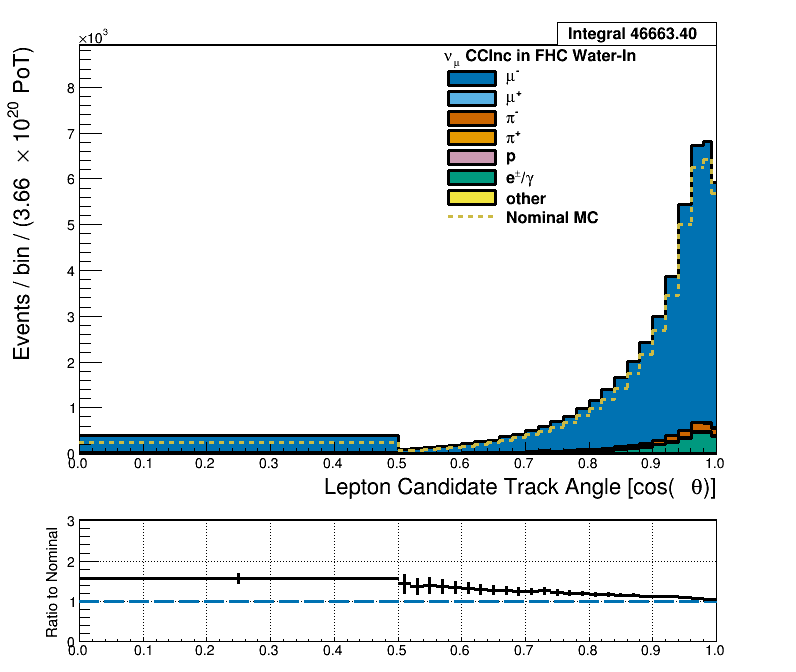 Integral 46663.40
×10³
ν_μ CCInc in FHC Water-In
μ⁻
μ⁺
π⁻
π⁺
p
e±/γ
other
Nominal MC
Events / bin / (3.66 × 10²⁰ PoT)
8
7
6
5
4
3
2
1
0
0.0 0.1 0.2 0.3 0.4 0.5 0.6 0.7 0.8 0.9 1.0
Lepton Candidate Track Angle [cos( θ)]
Ratio to Nominal
3
2
1
0
0.0 0.1 0.2 0.3 0.4 0.5 0.6 0.7 0.8 0.9 1.0